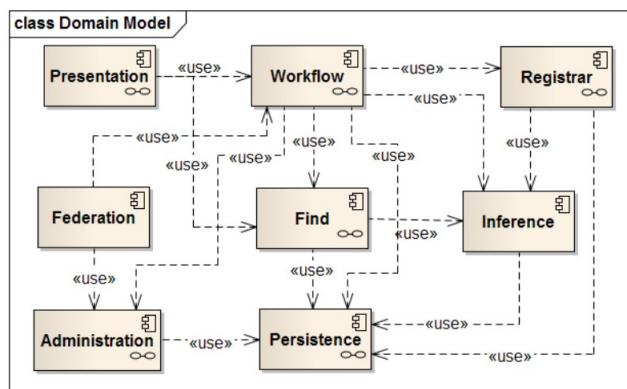 class Domain Model
Presentation
«use»
Workflow
«use»
Registrar
«use»
«use»
«use»
«use»
«use»
«use»
«use»
Federation
Find
«use»
Inference
«use»
«use»
Administration
«use»
Persistence
«use»
«use»